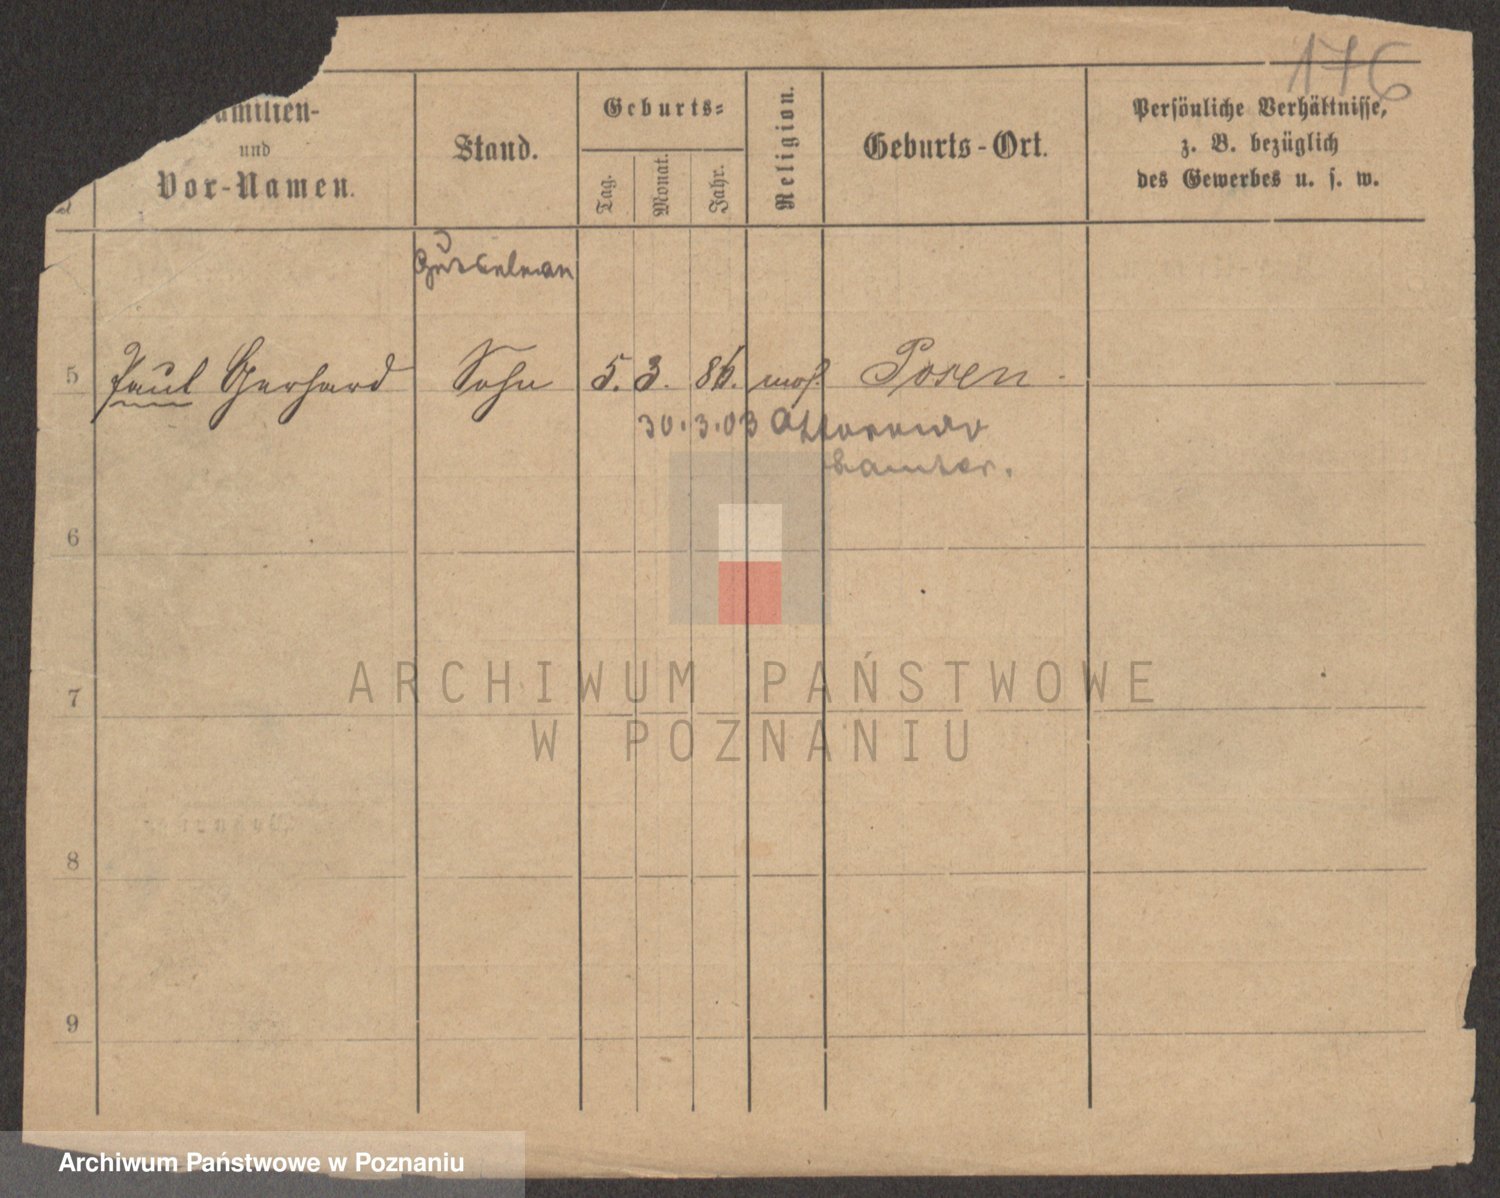 176
Familien-
und
Vor-Namen.
Stand.
Geburts-
Tag.
Monat.
Jahr.
Religion.
Geburts-Ort.
Persönliche Verhältnisse,
z. B. bezüglich
des Gewerbes u. s. w.
5 Paul Gerhard Sohn 5. 3. 86. mos. Posen
30.3.03
6
7
8
9
ARCHIWUM PAŃSTWOWE
W POZNANIU
Archiwum Państwowe w Poznaniu